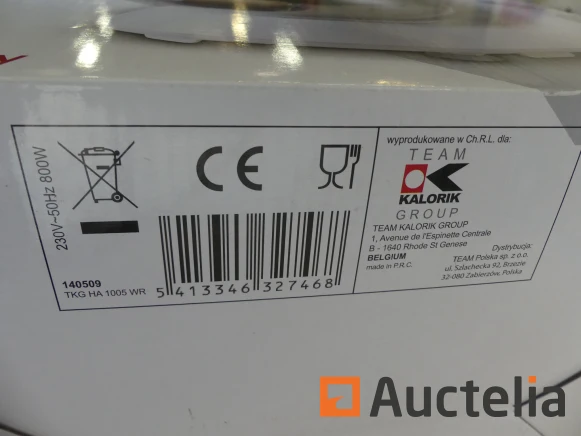 230V~50Hz 800W
140509
TKG HA 1005 WR
CE
5 413346 327468
wyprodukowane w Ch.R.L. dla:
TEAM
KALORIK
GROUP
TEAM KALORIK GROUP
1, Avenue de l'Espinette Centrale
B - 1640 Rhode St Genese
BELGIUM
made in P.R.C.
Dystrybucja:
TEAM Polska sp. z o.o.
ul. Szlachecka 92, Brzezie
32-080 Zabierzów, Polska
Auctelia